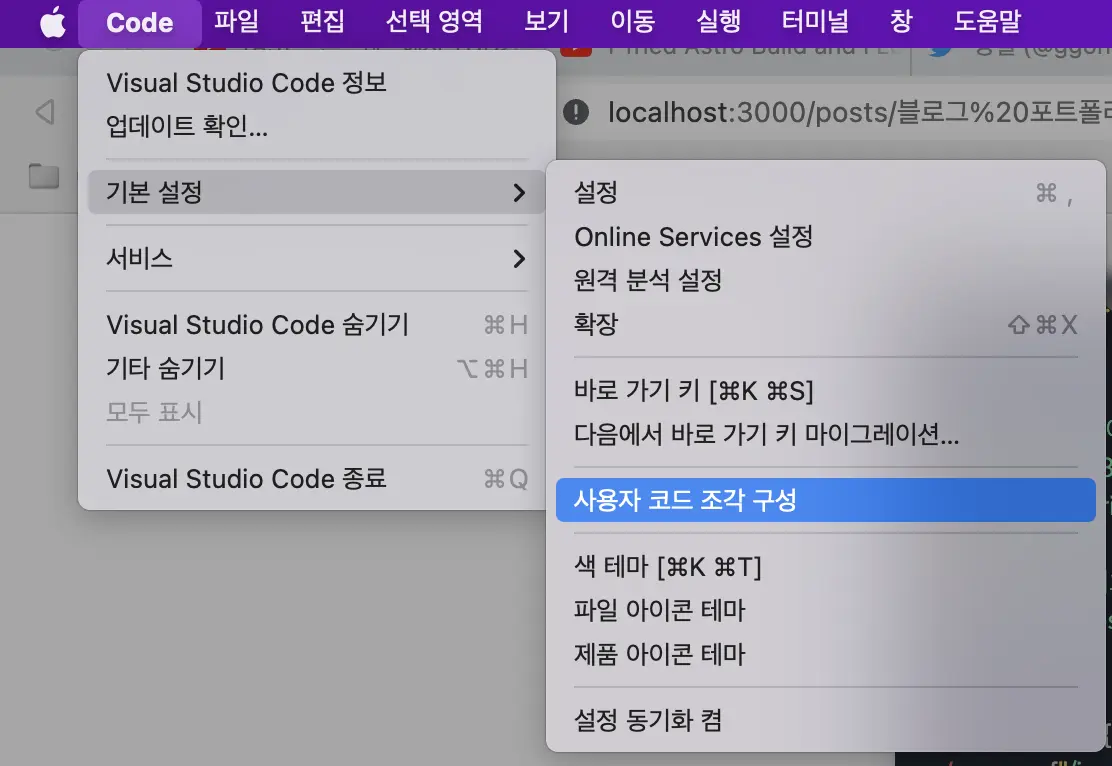 Code 파일 편집 선택 영역 보기 이동 실행 터미널 창 도움말
localhost:3000/posts/블로그%20포트폴리
Visual Studio Code 정보
업데이트 확인...
기본 설정
서비스
Visual Studio Code 숨기기 ⌘H
기타 숨기기 ⌥⌘H
모두 표시
Visual Studio Code 종료 ⌘Q
설정 ⌘ ,
Online Services 설정
원격 분석 설정
확장 ⇧⌘X
바로 가기 키 [⌘K ⌘S]
다음에서 바로 가기 키 마이그레이션...
사용자 코드 조각 구성
색 테마 [⌘K ⌘T]
파일 아이콘 테마
제품 아이콘 테마
설정 동기화 켬